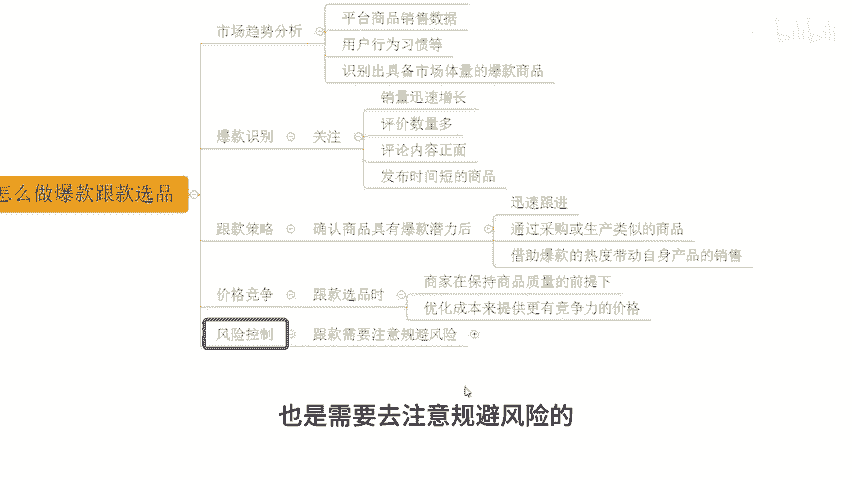 市场趋势分析
平台商品销售数据
用户行为习惯等
识别出具备市场体量的爆款商品
爆款识别
关注
销量迅速增长
评价数量多
评论内容正面
发布时间短的商品
怎么做爆款跟款选品
跟款策略
确认商品具有爆款潜力后
迅速跟进
通过采购或生产类似的商品
借助爆款的热度带动自身产品的销售
价格竞争
跟款选品时
商家在保持商品质量的前提下
优化成本来提供更有竞争力的价格
风险控制
跟款需要注意规避风险
也是需要去注意规避风险的